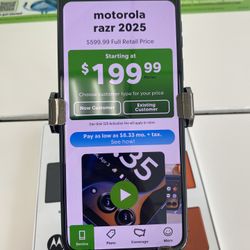 motorola
razr 2025
$599.99 Full Retail Price
Starting at
$199.99
Choose customer type for your price
New Customer
Existing Customer
Pay as low as $8.33 mo. + tax.
See how!
Device
Plans
Coverage
More